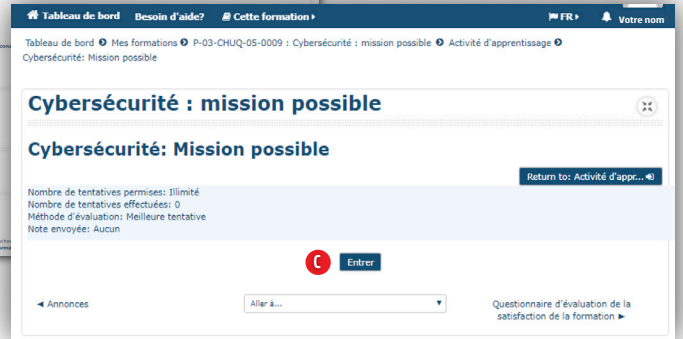 Tableau de bord Besoin d'aide? Cette formation FR Votre nom
Tableau de bord Mes formations P-03-CHUQ-05-0009 : Cybersécurité : mission possible Activité d'apprentissage
Cybersécurité: Mission possible
Cybersécurité : mission possible
Cybersécurité: Mission possible
Return to: Activité d'appr...
Nombre de tentatives permises: Illimité
Nombre de tentatives effectuées: 0
Méthode d'évaluation: Meilleure tentative
Note envoyée: Aucun
C Entrer
◄ Annonces
Aller à...
Questionnaire d'évaluation de la
satisfaction de la formation ►